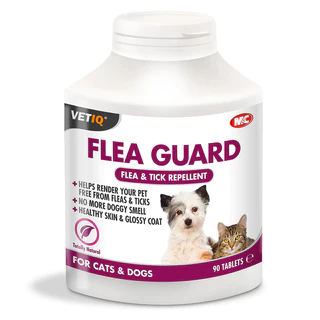 VETIQ®
M&C
FLEA GUARD
FLEA & TICK REPELLENT
+ HELPS RENDER YOUR PET
FREE FROM FLEAS & TICKS
+ NO MORE DOGGY SMELL
+ HEALTHY SKIN & GLOSSY COAT
Totally Natural
FOR CATS & DOGS
90 TABLETS e